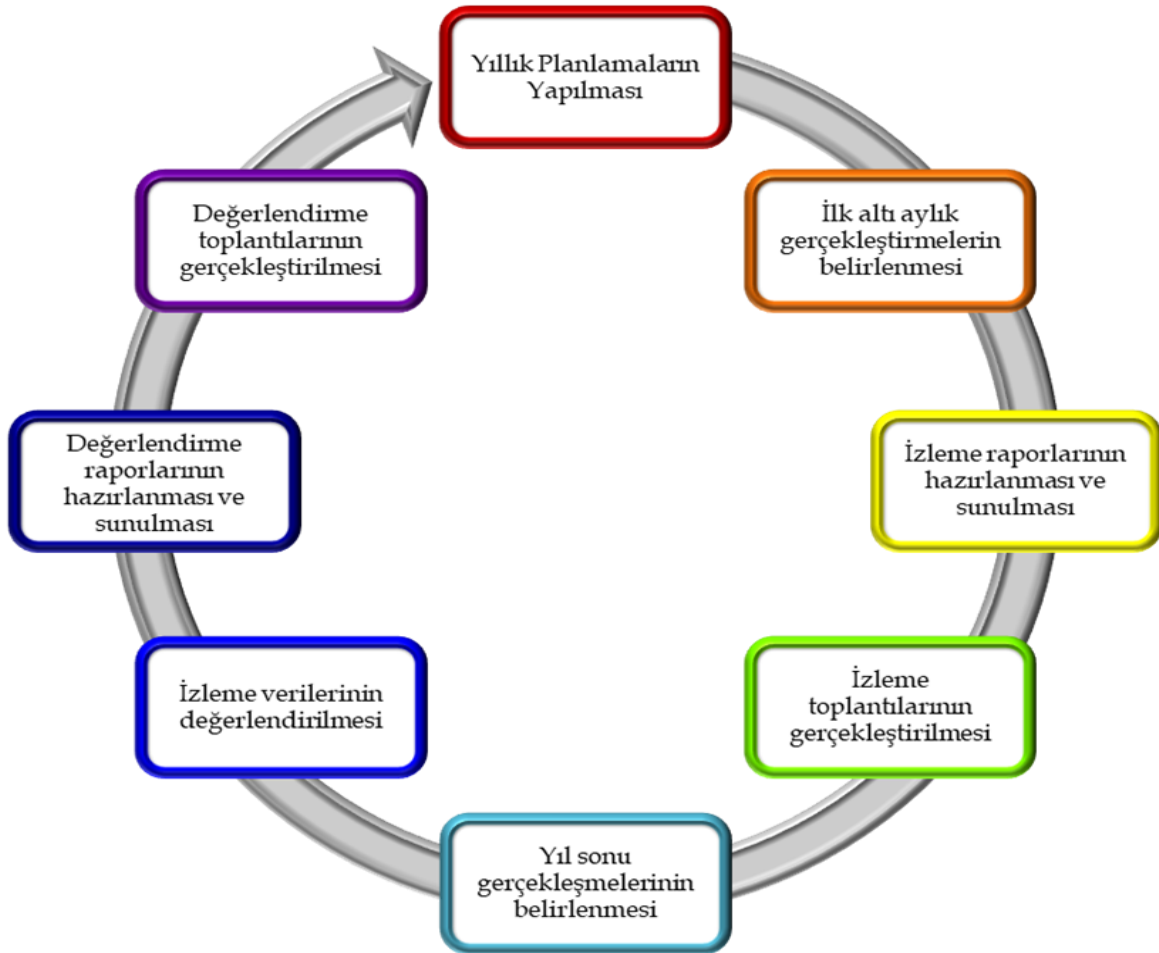 Yıllık Planlamaların
Yapılması
İlk altı aylık
gerçekleştirmelerin
belirlenmesi
İzleme raporlarının
hazırlanması ve
sunulması
İzleme
toplantılarının
gerçekleştirilmesi
Yıl sonu
gerçekleşmelerinin
belirlenmesi
İzleme verilerinin
değerlendirilmesi
Değerlendirme
raporlarının
hazırlanması ve
sunulması
Değerlendirme
toplantılarının
gerçekleştirilmesi